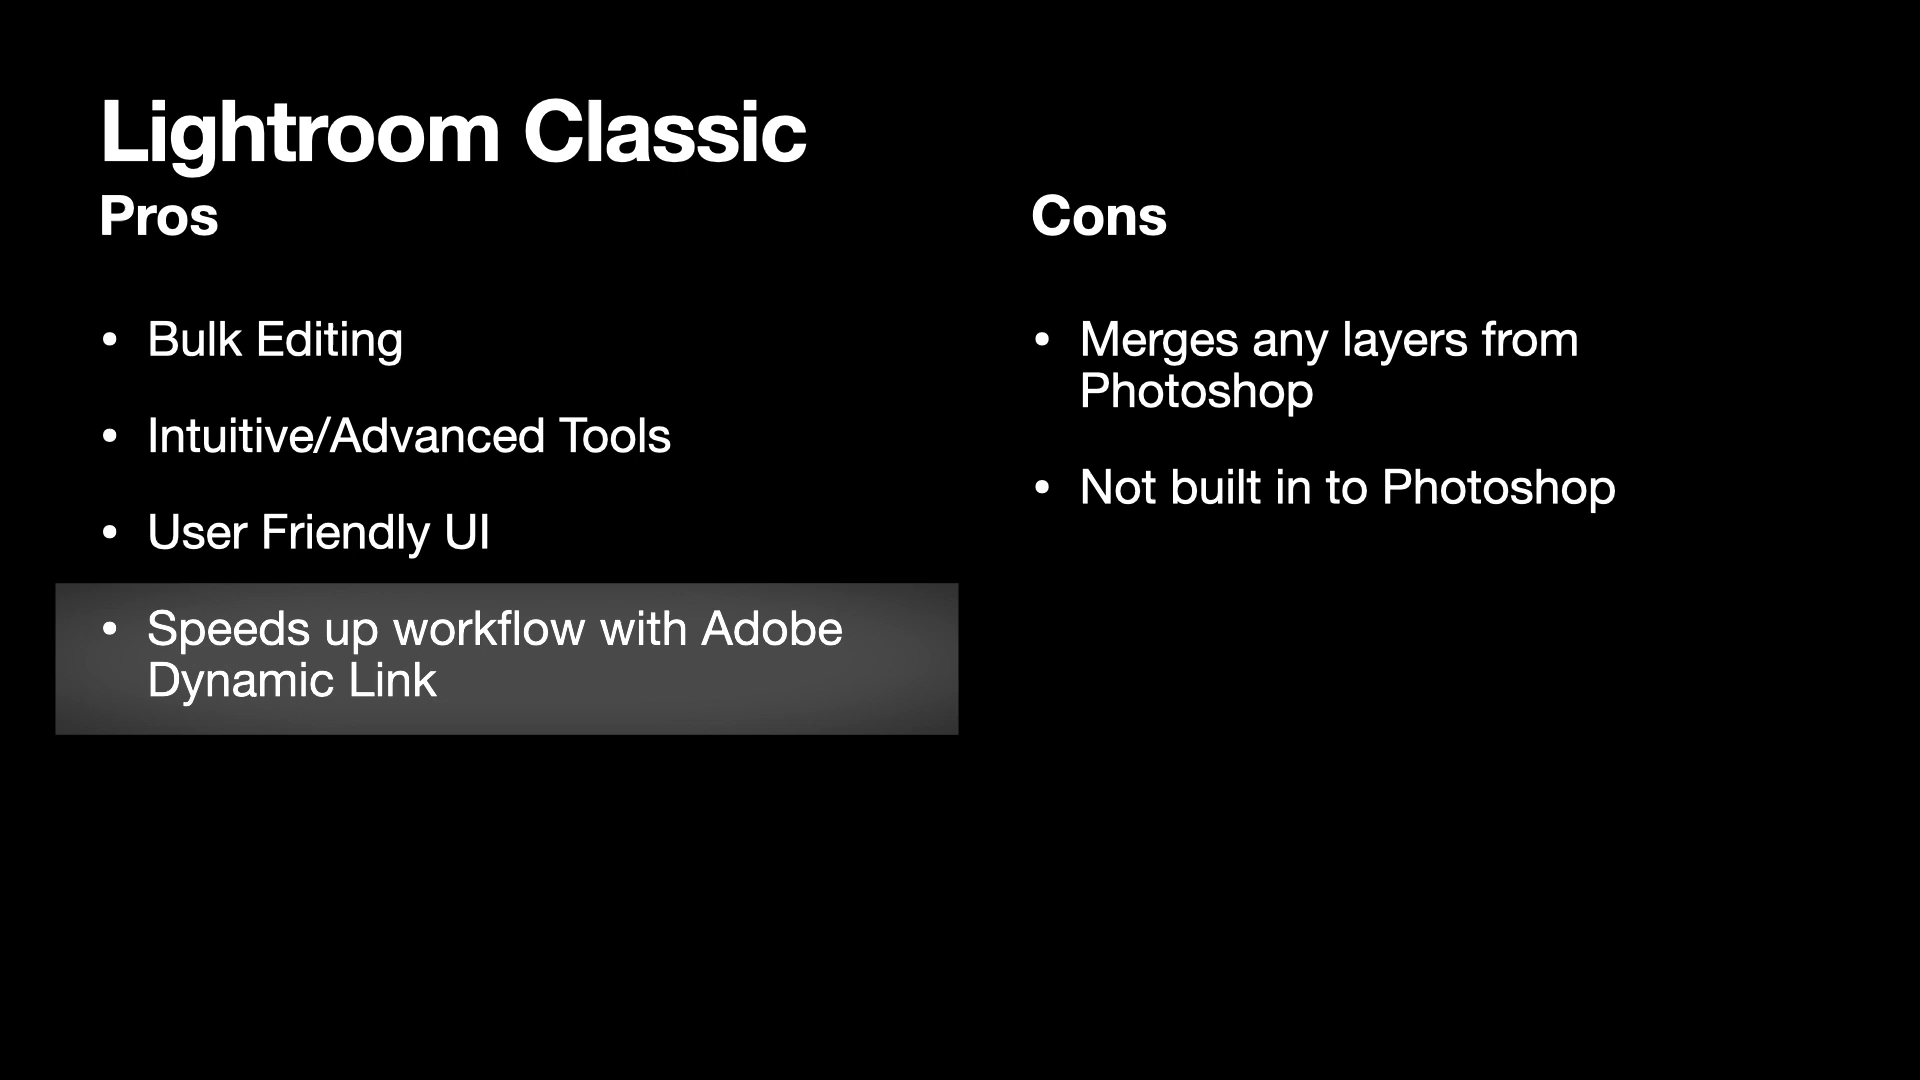 Lightroom Classic
Pros
• Bulk Editing
• Intuitive/Advanced Tools
• User Friendly UI
• Speeds up workflow with Adobe
Dynamic Link
Cons
• Merges any layers from
Photoshop
• Not built in to Photoshop